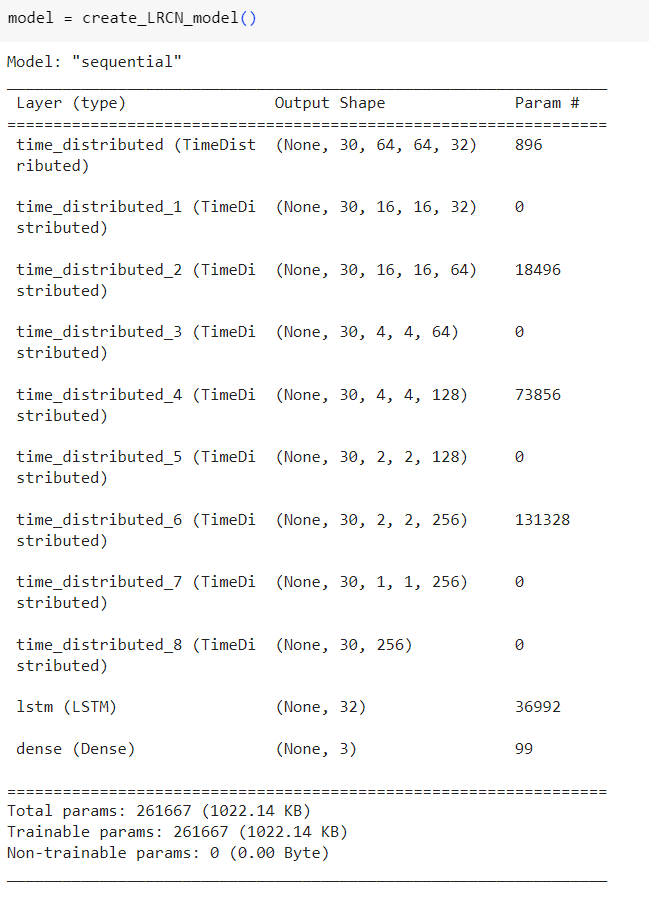 model = create_LRCN_model()
Model: "sequential"
_________________________________________________________________
Layer (type)                Output Shape              Param #
=================================================================
time_distributed (TimeDist  (None, 30, 64, 64, 32)    896
ributed)
time_distributed_1 (TimeDi  (None, 30, 16, 16, 32)    0
stributed)
time_distributed_2 (TimeDi  (None, 30, 16, 16, 64)    18496
stributed)
time_distributed_3 (TimeDi  (None, 30, 4, 4, 64)      0
stributed)
time_distributed_4 (TimeDi  (None, 30, 4, 4, 128)     73856
stributed)
time_distributed_5 (TimeDi  (None, 30, 2, 2, 128)     0
stributed)
time_distributed_6 (TimeDi  (None, 30, 2, 2, 256)     131328
stributed)
time_distributed_7 (TimeDi  (None, 30, 1, 1, 256)     0
stributed)
time_distributed_8 (TimeDi  (None, 30, 256)           0
stributed)
lstm (LSTM)                 (None, 32)                36992
dense (Dense)               (None, 3)                 99
=================================================================
Total params: 261667 (1022.14 KB)
Trainable params: 261667 (1022.14 KB)
Non-trainable params: 0 (0.00 Byte)
_________________________________________________________________